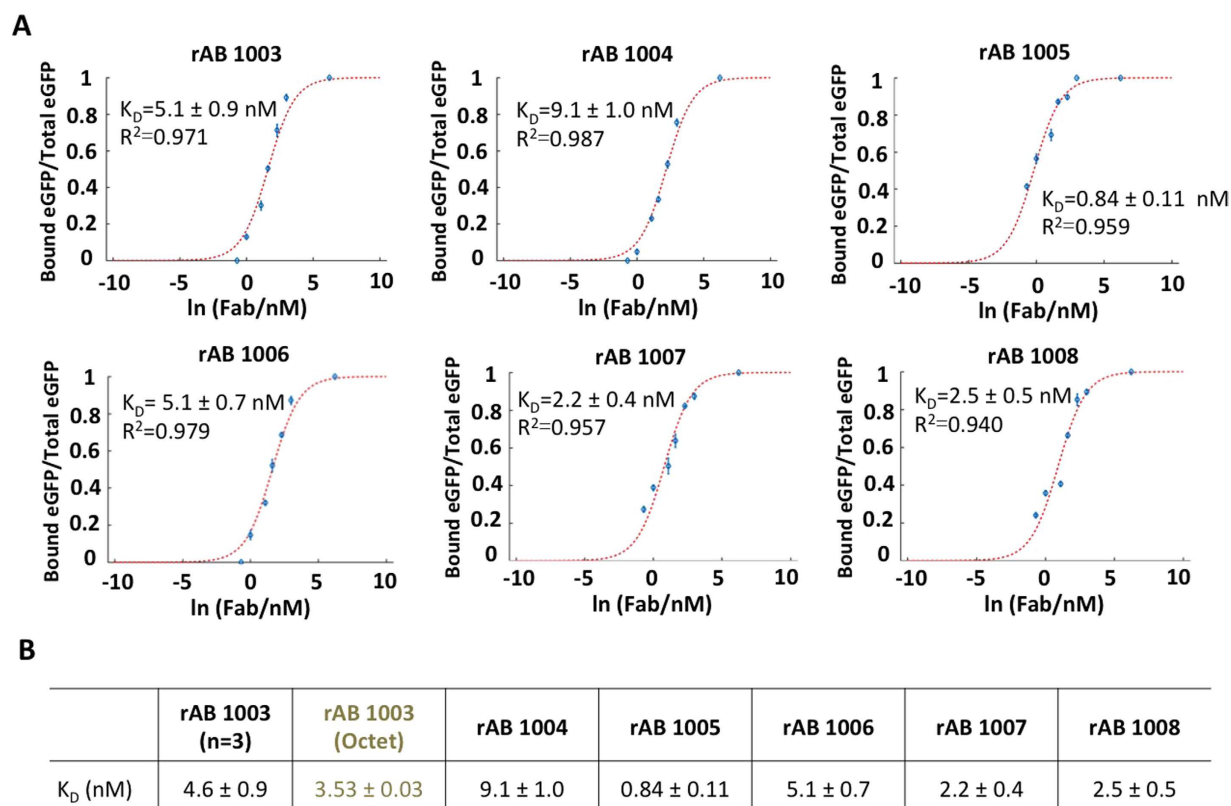 A
rAB 1003
K_D=5.1 ± 0.9 nM
R²=0.971
Bound eGFP/Total eGFP
1
0.8
0.6
0.4
0.2
0
-10 -5 0 5 10
ln (Fab/nM)
rAB 1004
K_D=9.1 ± 1.0 nM
R²=0.987
Bound eGFP/Total eGFP
1
0.8
0.6
0.4
0.2
0
-10 -5 0 5 10
ln (Fab/nM)
rAB 1005
K_D=0.84 ± 0.11 nM
R²=0.959
Bound eGFP/Total eGFP
1
0.8
0.6
0.4
0.2
0
-10 -5 0 5 10
ln (Fab/nM)
rAB 1006
K_D= 5.1 ± 0.7 nM
R²=0.979
Bound eGFP/Total eGFP
1
0.8
0.6
0.4
0.2
0
-10 -5 0 5 10
ln (Fab/nM)
rAB 1007
K_D=2.2 ± 0.4 nM
R²=0.957
Bound eGFP/Total eGFP
1
0.8
0.6
0.4
0.2
0
-10 -5 0 5 10
ln (Fab/nM)
rAB 1008
K_D=2.5 ± 0.5 nM
R²=0.940
Bound eGFP/Total eGFP
1
0.8
0.6
0.4
0.2
0
-10 -5 0 5 10
ln (Fab/nM)
B
rAB 1003 (n=3) rAB 1003 (Octet) rAB 1004 rAB 1005 rAB 1006 rAB 1007 rAB 1008
K_D (nM) 4.6 ± 0.9 3.53 ± 0.03 9.1 ± 1.0 0.84 ± 0.11 5.1 ± 0.7 2.2 ± 0.4 2.5 ± 0.5